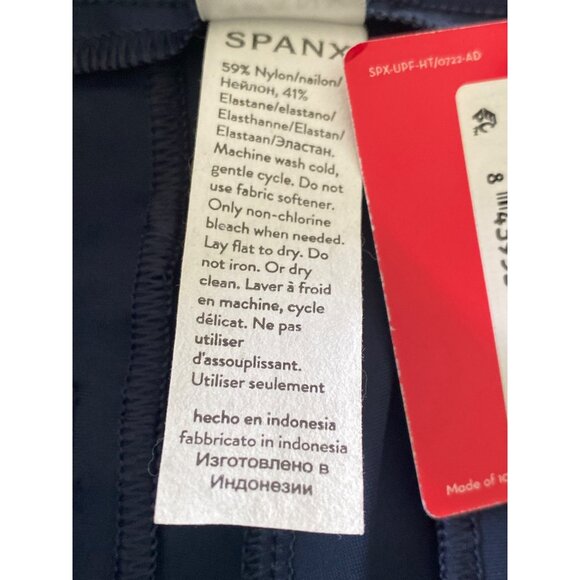 SPANX
59% Nylon/nailon/
Нейлон, 41%
Elastane/elastano/
Elasthanne/Elastan/
Elastaan/Эластан.
Machine wash cold,
gentle cycle. Do not
use fabric softener.
Only non-chlorine
bleach when needed.
Lay flat to dry. Do
not iron. Or dry
clean. Laver à froid
en machine, cycle
délicat. Ne pas
utiliser
d'assouplissant.
Utiliser seulement
hecho en indonesia
fabbricato in indonesia
Изготовлено в
Индонезии
SPX-UPF-HT/0722-AD
8
Made of